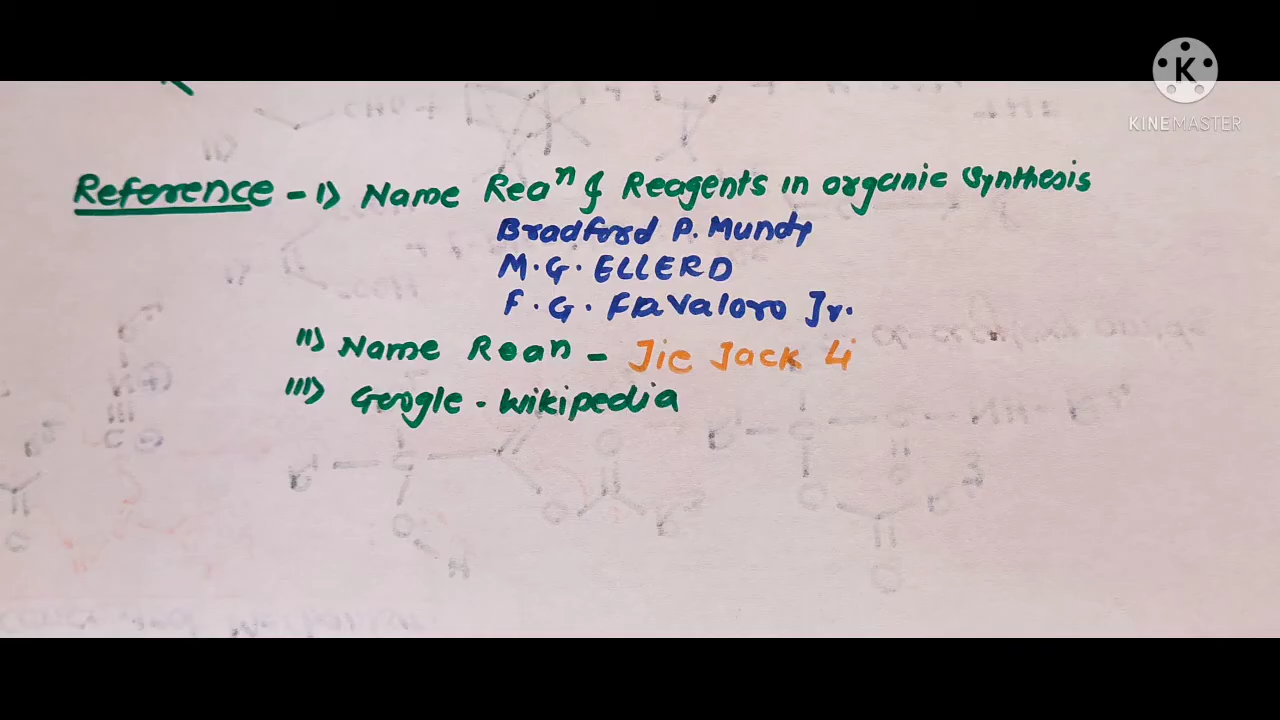 KINEMASTER
Reference - i) Name Reaⁿ & Reagents in organic Synthesis
Bradford P. Mundy
M. G. ELLERD
F. G. FaValoro Jr.
ii) Name Reaⁿ - Jie Jack Li
iii) Google - Wikipedia